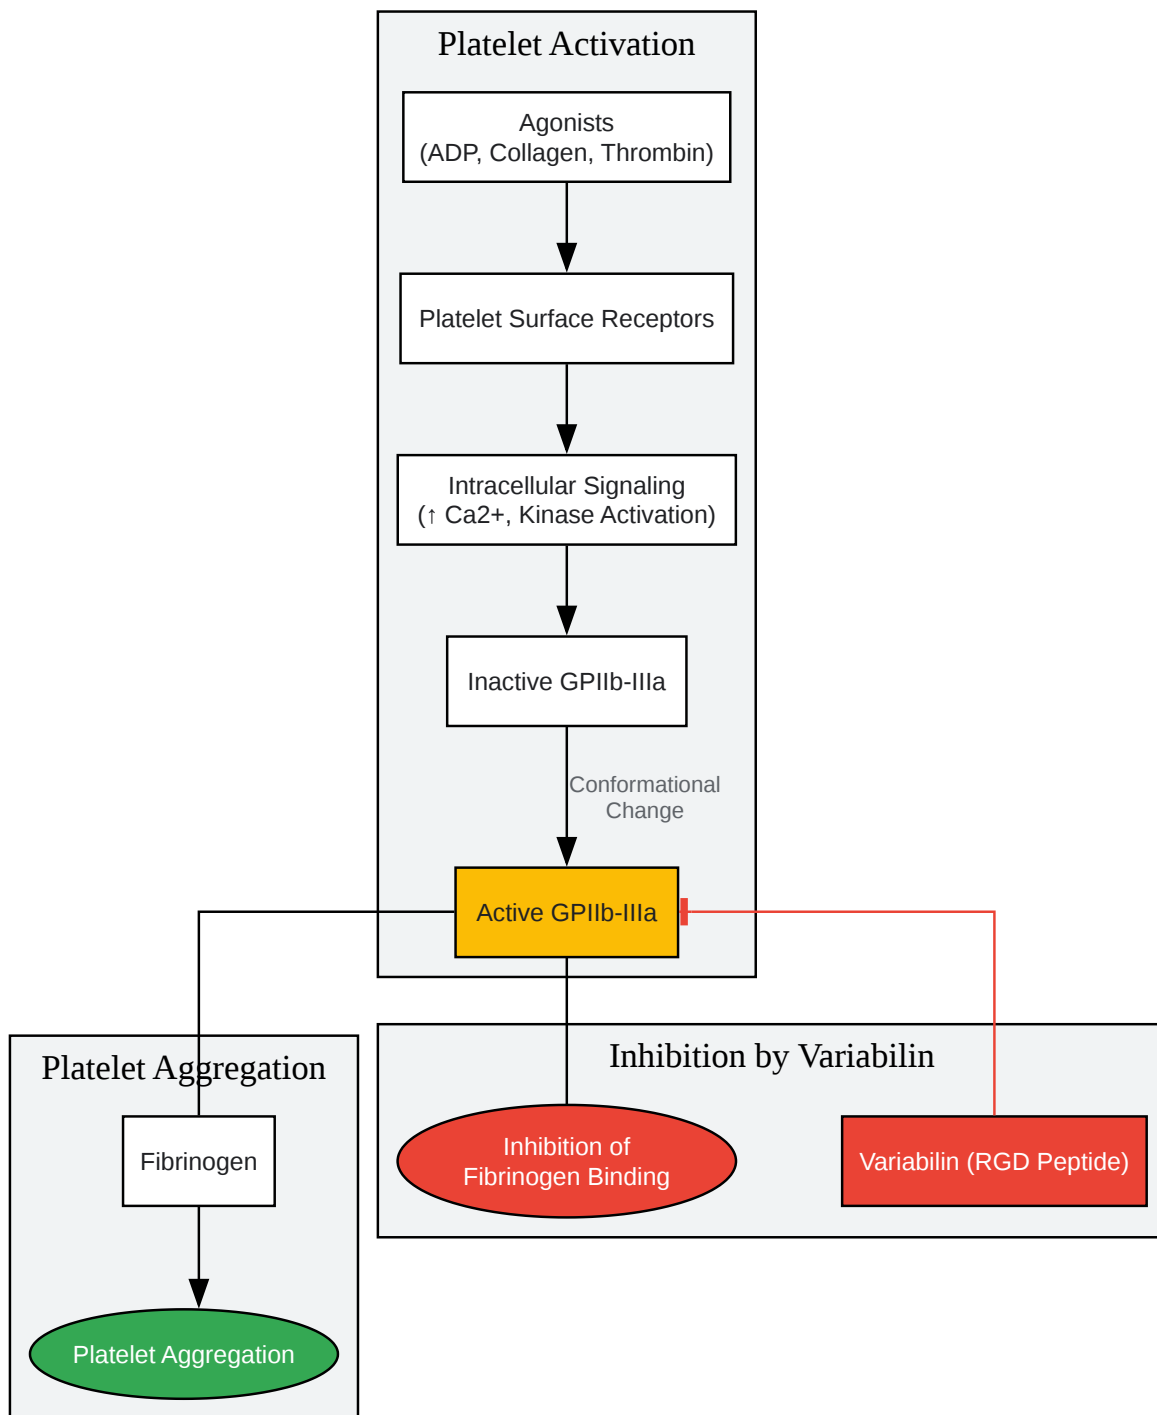 Platelet Activation
Agonists
(ADP, Collagen, Thrombin)
Platelet Surface Receptors
Intracellular Signaling
(↑ Ca2+, Kinase Activation)
Inactive GPIIb-IIIa
Conformational
Change
Active GPIIb-IIIa
Platelet Aggregation
Fibrinogen
Platelet Aggregation
Inhibition by Variabilin
Inhibition of
Fibrinogen Binding
Variabilin (RGD Peptide)